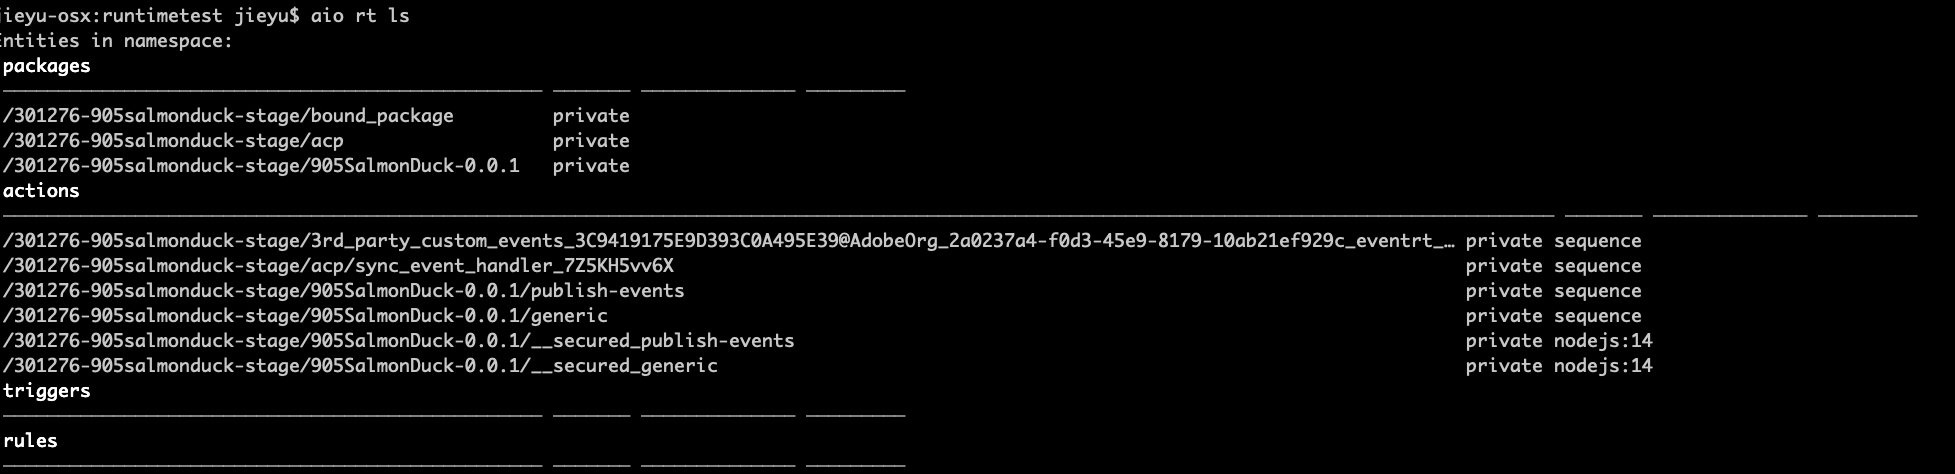 jieyu-osx:runtimetest jieyu$ aio rt ls
Entities in namespace:
packages
/301276-905salmonduck-stage/bound_package private
/301276-905salmonduck-stage/acp private
/301276-905salmonduck-stage/905SalmonDuck-0.0.1 private
actions
/301276-905salmonduck-stage/3rd_party_custom_events_3C9419175E9D393C0A495E39@AdobeOrg_2a0237a4-f0d3-45e9-8179-10ab21ef929c_eventrt_… private sequence
/301276-905salmonduck-stage/acp/sync_event_handler_7Z5KH5vv6X private sequence
/301276-905salmonduck-stage/905SalmonDuck-0.0.1/publish-events private sequence
/301276-905salmonduck-stage/905SalmonDuck-0.0.1/generic private sequence
/301276-905salmonduck-stage/905SalmonDuck-0.0.1/__secured_publish-events private nodejs:14
/301276-905salmonduck-stage/905SalmonDuck-0.0.1/__secured_generic private nodejs:14
triggers
rules